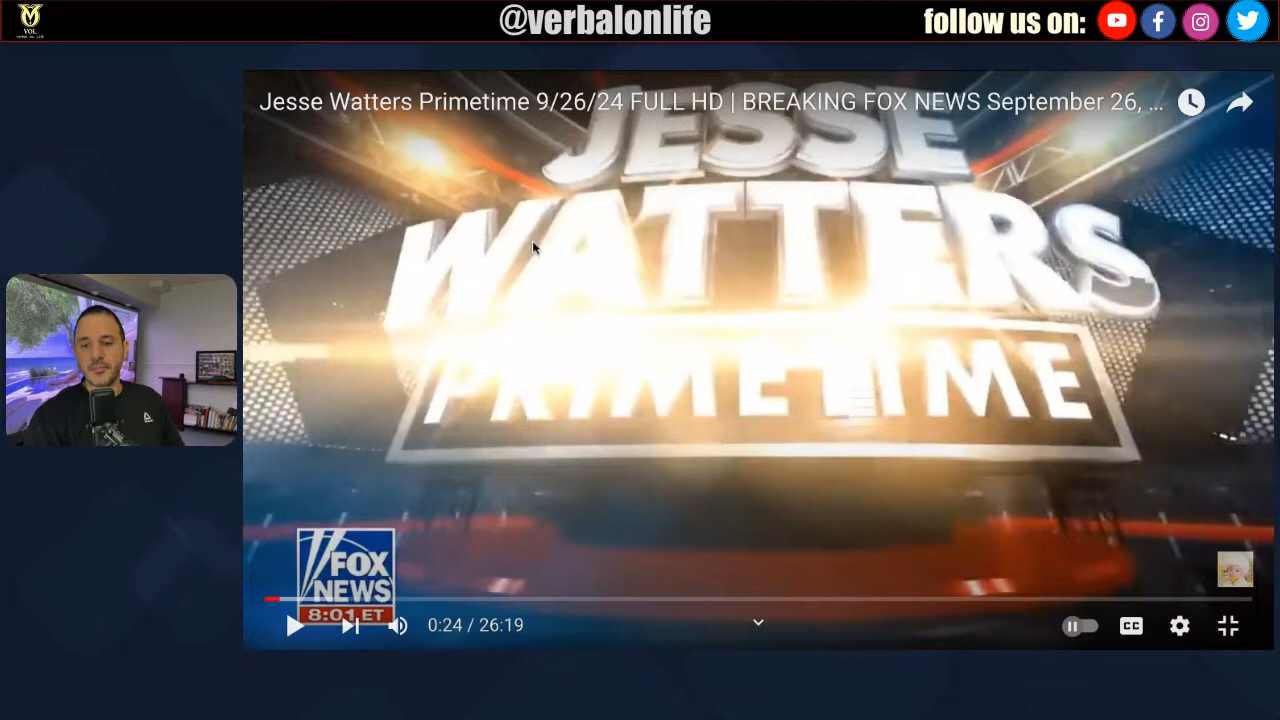 VOL
@verbalonlife
follow us on:
Jesse Watters Primetime 9/26/24 FULL HD | BREAKING FOX NEWS September 26, ...
JESSE
WATTERS
PRIMETIME
FOX
NEWS
8:01 ET
0:24 / 26:19
CC